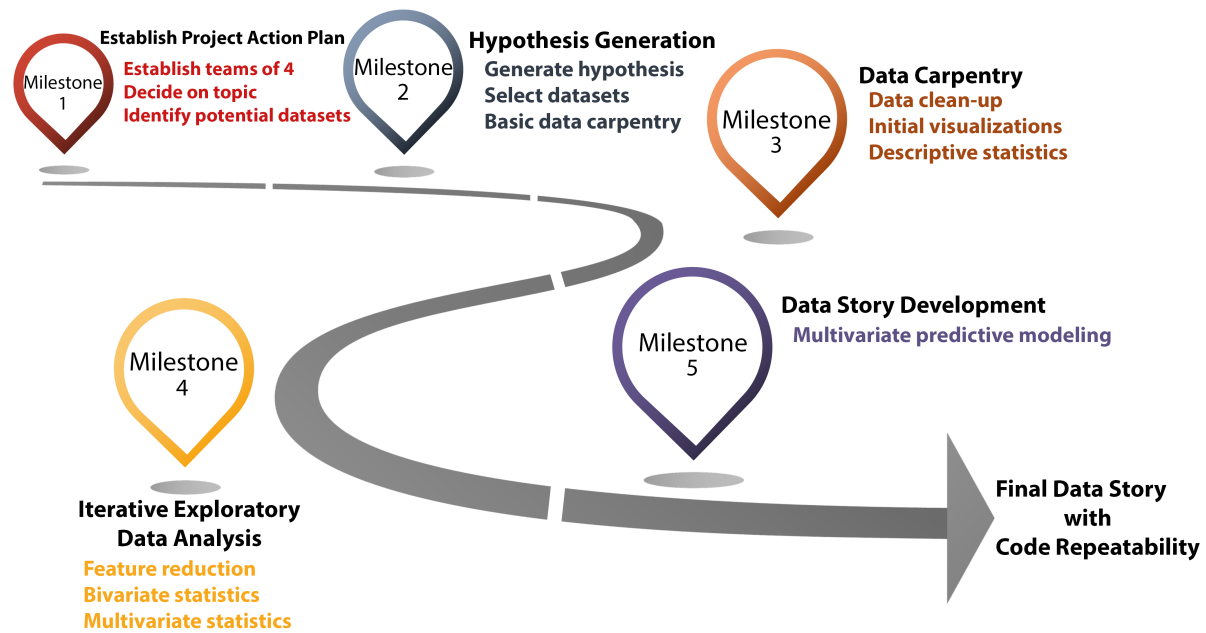 Milestone
1
Establish Project Action Plan
Establish teams of 4
Decide on topic
Identify potential datasets
Milestone
2
Hypothesis Generation
Generate hypothesis
Select datasets
Basic data carpentry
Milestone
3
Data Carpentry
Data clean-up
Initial visualizations
Descriptive statistics
Milestone
4
Iterative Exploratory
Data Analysis
Feature reduction
Bivariate statistics
Multivariate statistics
Milestone
5
Data Story Development
Multivariate predictive modeling
Final Data Story
with
Code Repeatability